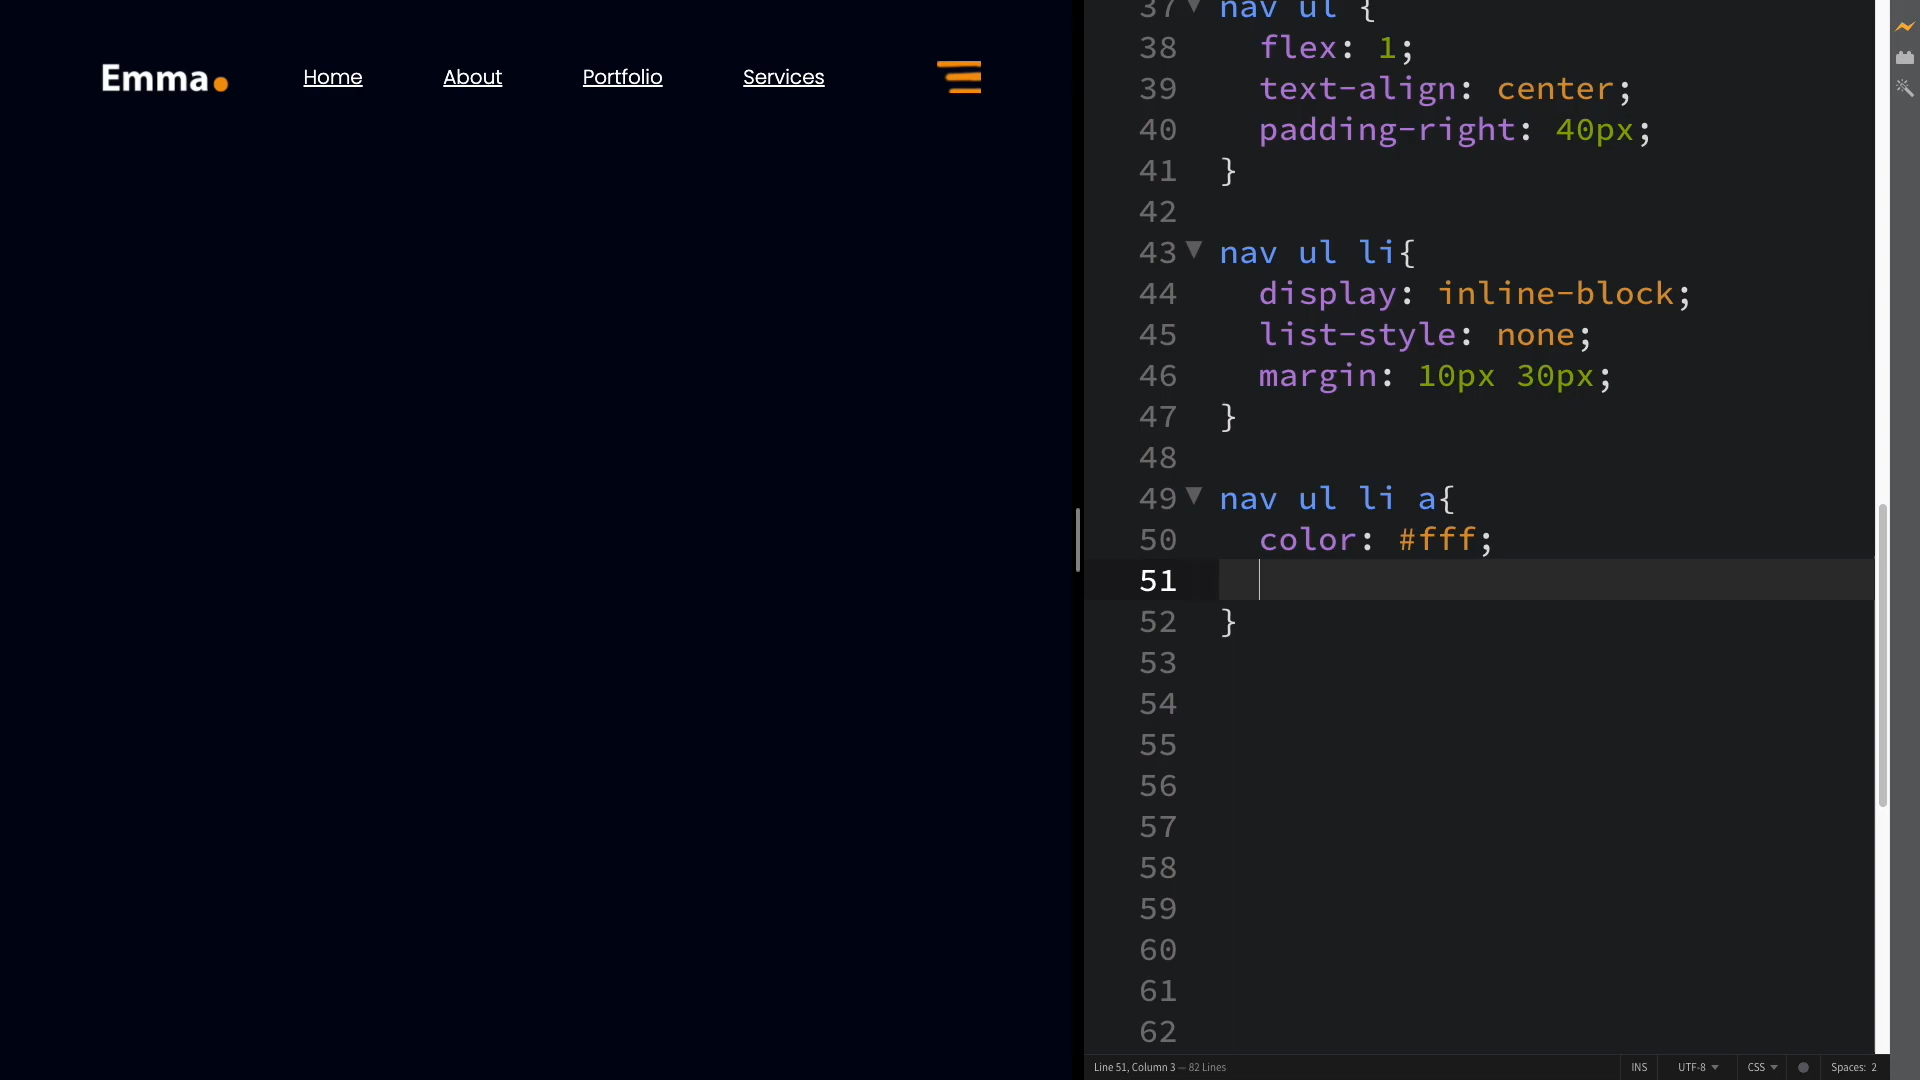 Emma.
Home About Portfolio Services
37 nav ul {
38 flex: 1;
39 text-align: center;
40 padding-right: 40px;
41 }
42
43 nav ul li{
44 display: inline-block;
45 list-style: none;
46 margin: 10px 30px;
47 }
48
49 nav ul li a{
50 color: #fff;
51
52 }
53
54
55
56
57
58
59
60
61
62
Line 51, Column 3 — 82 Lines
INS UTF-8 CSS Spaces: 2